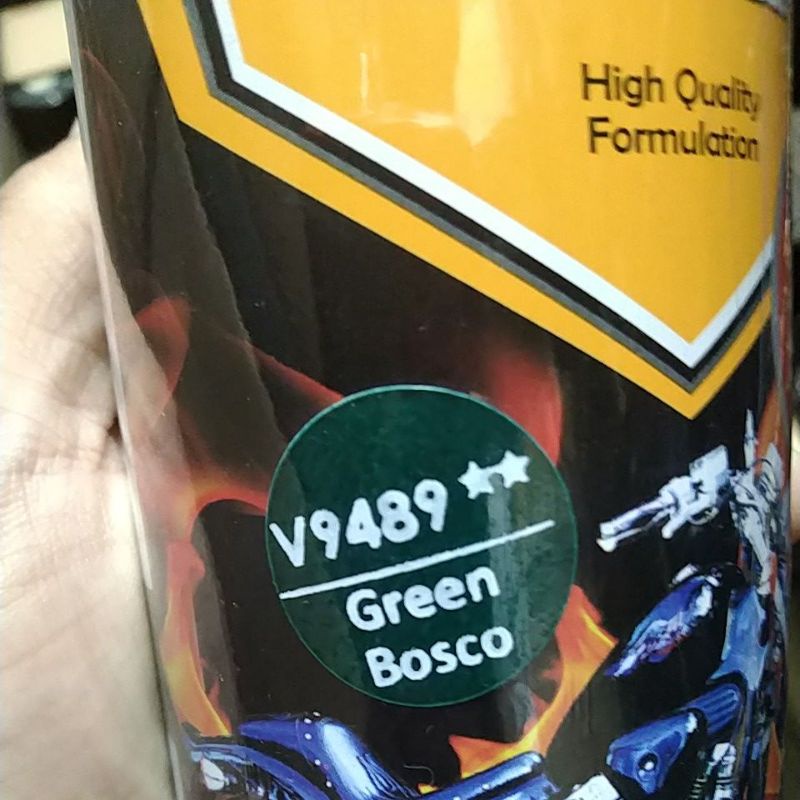 High Quality
Formulation
V9489 **
Green
Bosco